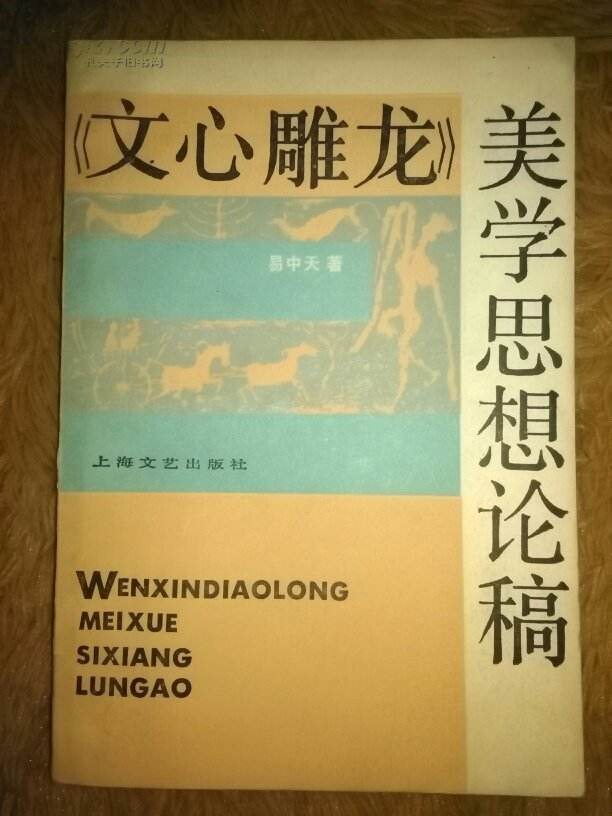 《文心雕龙》
美学思想论稿
易中天 著
上海文艺出版社
WENXINDIAOLONG
MEIXUE
SIXIANG
LUNGAO